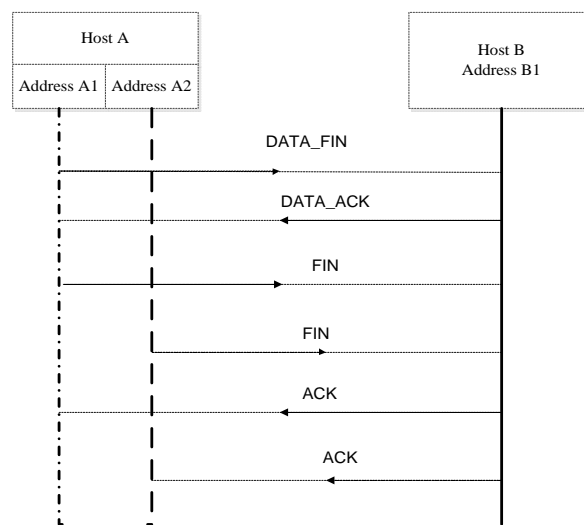 Host A
Address A1 Address A2
Host B
Address B1
DATA_FIN
DATA_ACK
FIN
FIN
ACK
ACK